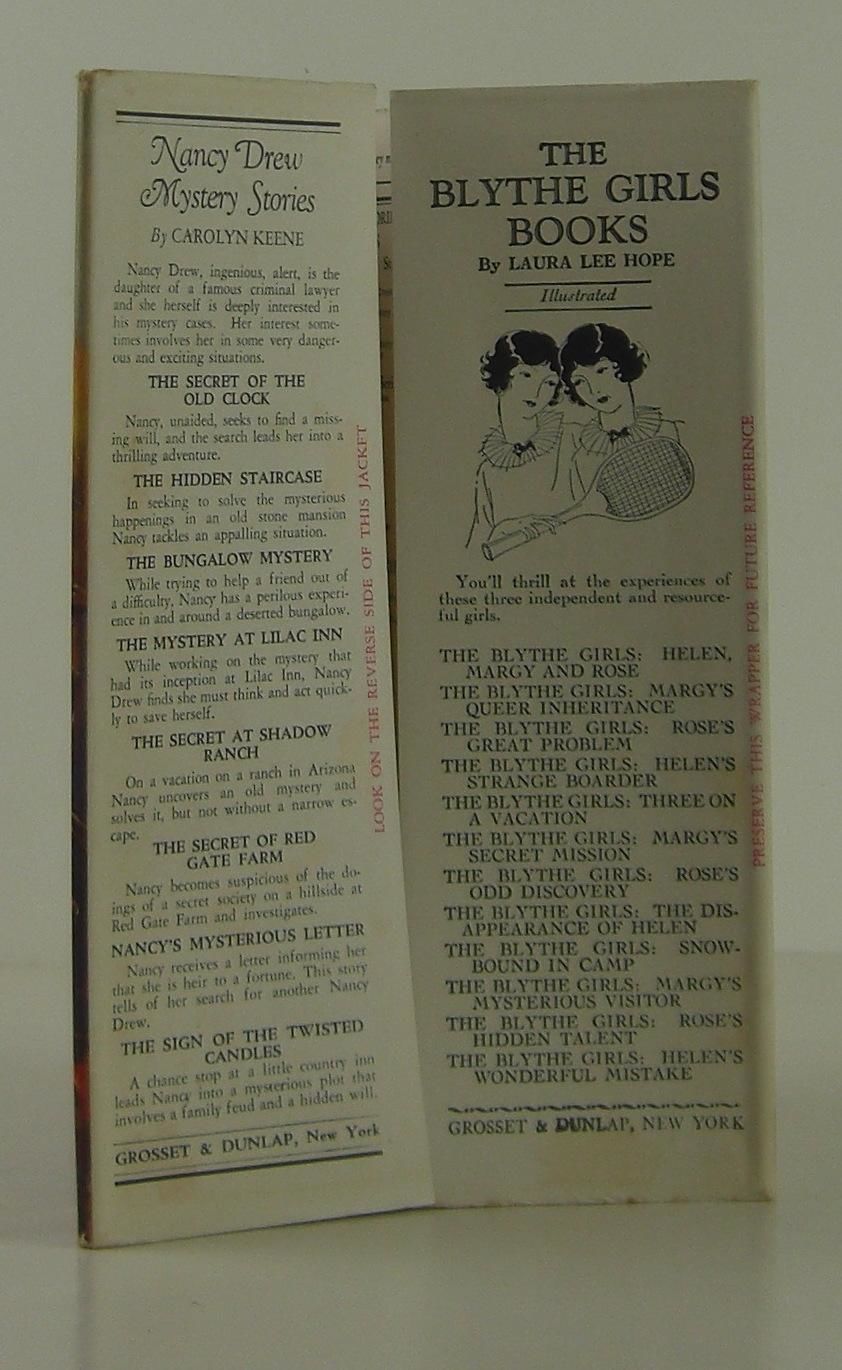 Nancy Drew
Mystery Stories
By CAROLYN KEENE
Nancy Drew, ingenious, alert, is the
daughter of a famous criminal lawyer
and she herself is deeply interested in
his mystery cases. Her interest some-
times involves her in some very danger-
ous and exciting situations.
THE SECRET OF THE
OLD CLOCK
Nancy, unaided, seeks to find a miss-
ing will, and the search leads her into a
thrilling adventure.
THE HIDDEN STAIRCASE
In seeking to solve the mysterious
happenings in an old stone mansion
Nancy tackles an appalling situation.
THE BUNGALOW MYSTERY
While trying to help a friend out of
a difficulty, Nancy has a perilous experi-
ence in and around a deserted bungalow.
THE MYSTERY AT LILAC INN
While working on the mystery that
had its inception at Lilac Inn, Nancy
Drew finds she must think and act quick-
ly to save herself.
THE SECRET AT SHADOW
RANCH
On a vacation on a ranch in Arizona
Nancy uncovers an old mystery and
solves it, but not without a narrow es-
cape.
THE SECRET OF RED
GATE FARM
Nancy becomes suspicious of the do-
ings of a secret society on a hillside at
Red Gate Farm and investigates.
NANCY'S MYSTERIOUS LETTER
Nancy receives a letter informing her
that she is heir to a fortune. This story
tells of her search for another Nancy
Drew.
THE SIGN OF THE TWISTED
CANDLES
A chance stop at a little country inn
leads Nancy into a mysterious plot that
involves a family feud and a hidden will.
GROSSET & DUNLAP, New York
LOOK ON THE REVERSE SIDE OF THIS JACKET
THE
BLYTHE GIRLS
BOOKS
By LAURA LEE HOPE
Illustrated
You'll thrill at the experiences of
these three independent and resource-
ful girls.
THE BLYTHE GIRLS: HELEN,
MARGY AND ROSE
THE BLYTHE GIRLS: MARGY'S
QUEER INHERITANCE
THE BLYTHE GIRLS: ROSE'S
GREAT PROBLEM
THE BLYTHE GIRLS: HELEN'S
STRANGE BOARDER
THE BLYTHE GIRLS: THREE ON
A VACATION
THE BLYTHE GIRLS: MARGY'S
SECRET MISSION
THE BLYTHE GIRLS: ROSE'S
ODD DISCOVERY
THE BLYTHE GIRLS: THE DIS-
APPEARANCE OF HELEN
THE BLYTHE GIRLS: SNOW-
BOUND IN CAMP
THE BLYTHE GIRLS: MARGY'S
MYSTERIOUS VISITOR
THE BLYTHE GIRLS: ROSE'S
HIDDEN TALENT
THE BLYTHE GIRLS: HELEN'S
WONDERFUL MISTAKE
GROSSET & DUNLAP, NEW YORK
PRESERVE THIS WRAPPER FOR FUTURE REFERENCE